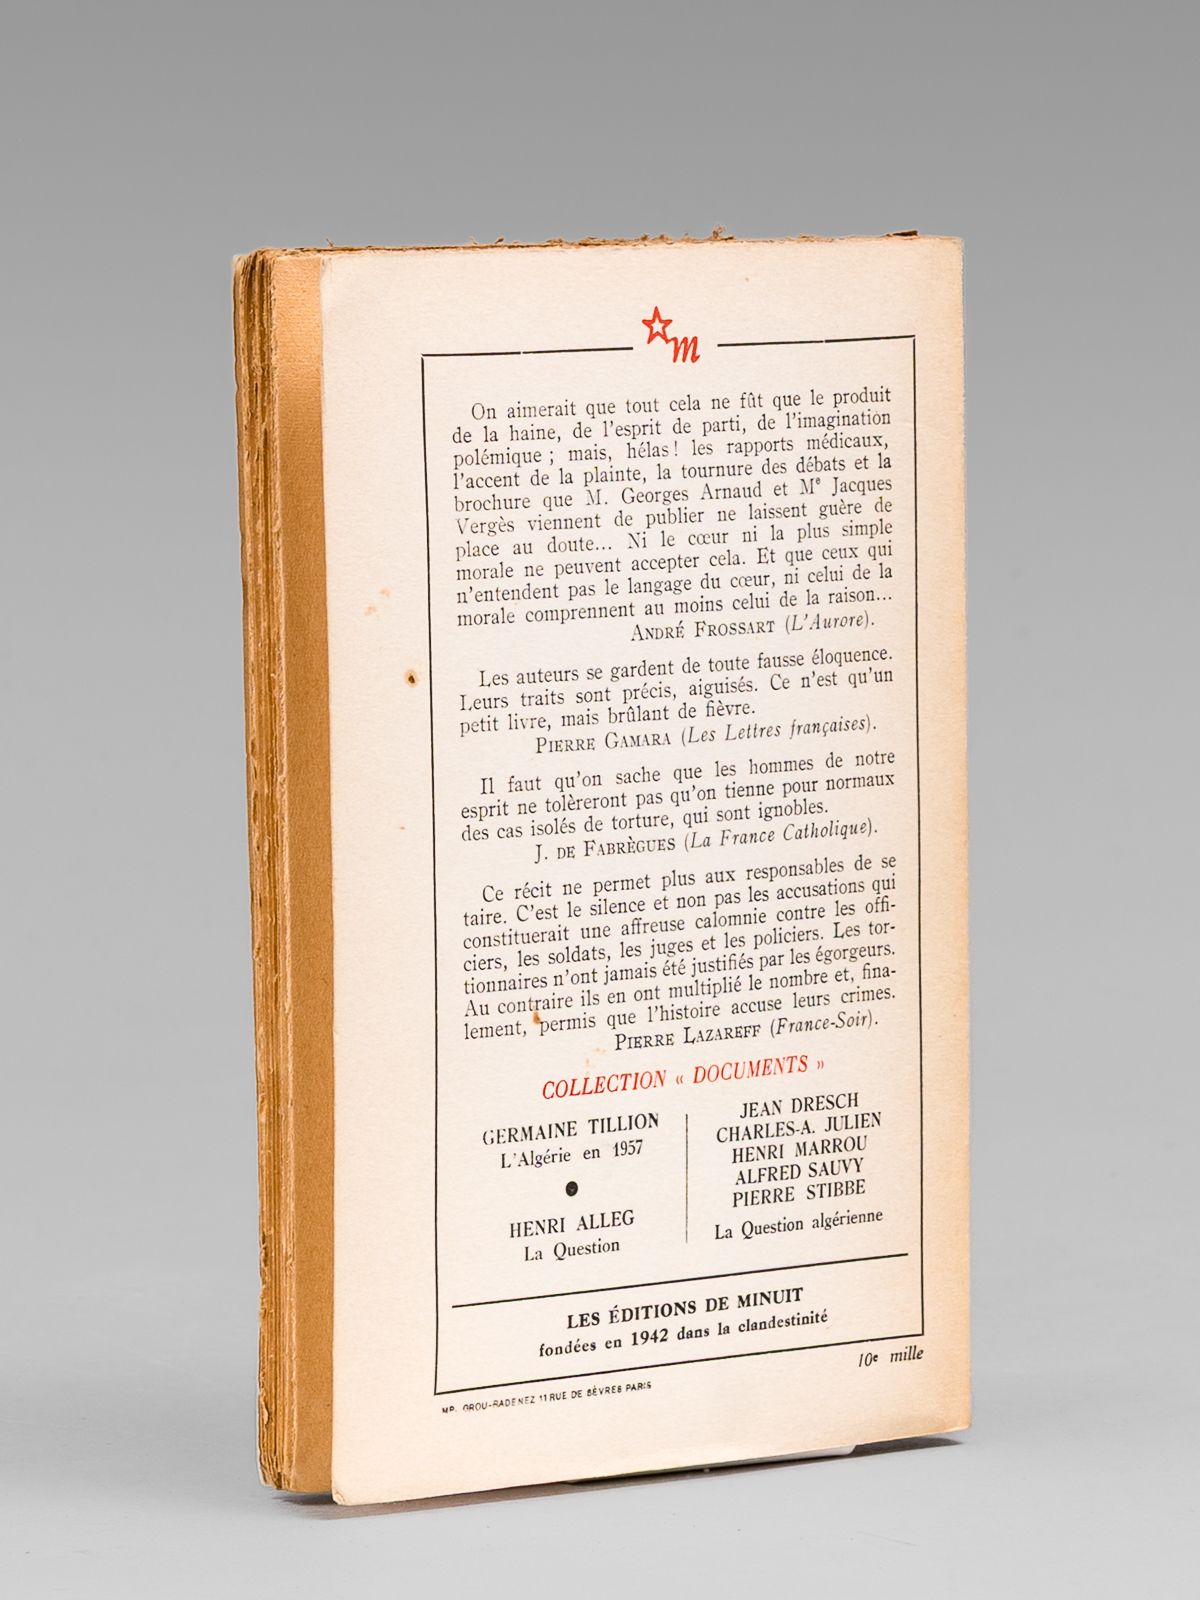 m
On aimerait que tout cela ne fût que le produit
de la haine, de l'esprit de parti, de l'imagination
polémique ; mais, hélas ! les rapports médicaux,
l'accent de la plainte, la tournure des débats et la
brochure que M. Georges Arnaud et Me Jacques
Vergès viennent de publier ne laissent guère de
place au doute... Ni le cœur ni la plus simple
morale ne peuvent accepter cela. Et que ceux qui
n'entendent pas le langage du cœur, ni celui de la
morale comprennent au moins celui de la raison...
ANDRÉ FROSSART (L'Aurore).
Les auteurs se gardent de toute fausse éloquence.
Leurs traits sont précis, aiguisés. Ce n'est qu'un
petit livre, mais brûlant de fièvre.
PIERRE GAMARA (Les Lettres françaises).
Il faut qu'on sache que les hommes de notre
esprit ne tolèreront pas qu'on tienne pour normaux
des cas isolés de torture, qui sont ignobles.
J. DE FABRÈGUES (La France Catholique).
Ce récit ne permet plus aux responsables de se
taire. C'est le silence et non pas les accusations qui
constituerait une affreuse calomnie contre les offi-
ciers, les soldats, les juges et les policiers. Les tor-
tionnaires n'ont jamais été justifiés par les égorgeurs.
Au contraire ils en ont multiplié le nombre et, fina-
lement, permis que l'histoire accuse leurs crimes.
PIERRE LAZAREFF (France-Soir).
COLLECTION « DOCUMENTS »
GERMAINE TILLION
L'Algérie en 1957
HENRI ALLEG
La Question
JEAN DRESCH
CHARLES-A. JULIEN
HENRI MARROU
ALFRED SAUVY
PIERRE STIBBE
La Question algérienne
LES ÉDITIONS DE MINUIT
fondées en 1942 dans la clandestinité
10e mille
MP. GROU-RADENEZ 11 RUE DE SÈVRES PARIS